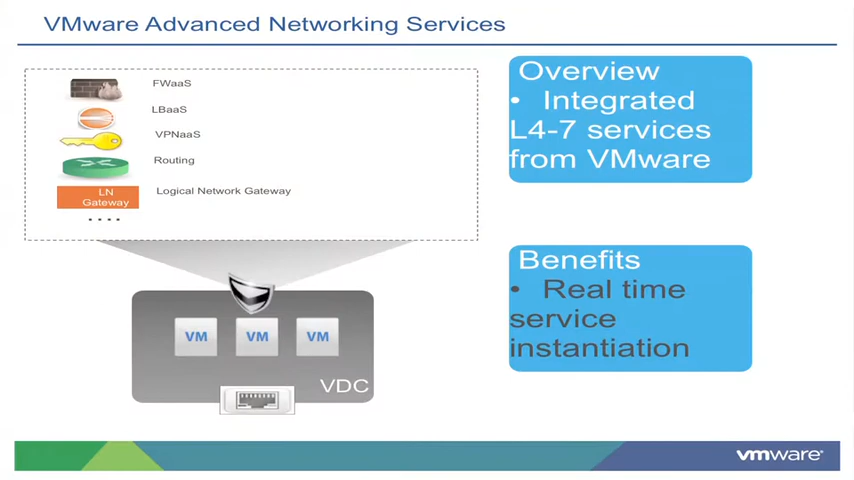 VMware Advanced Networking Services
FWaaS
LBaaS
VPNaaS
Routing
LN
Gateway
Logical Network Gateway
• • • •
VM
VM
VM
VDC
Overview
• Integrated
L4-7 services
from VMware
Benefits
• Real time
service
instantiation
vmware®